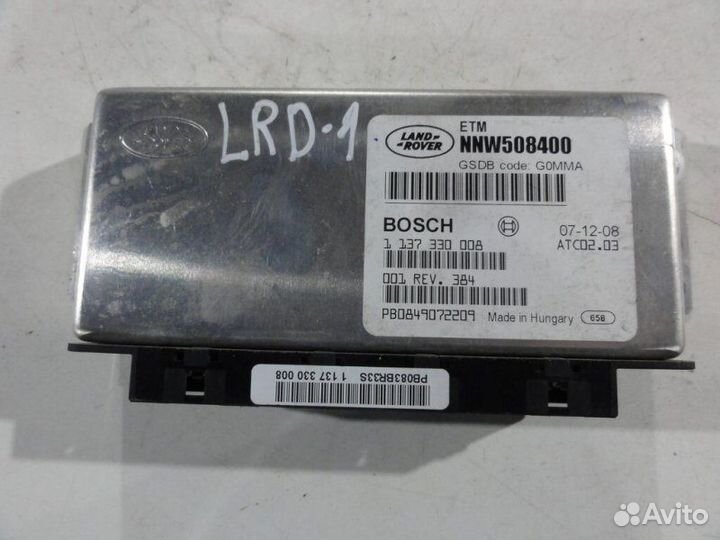 LRD-1
LAND-
ROVER
ETM
NNW508400
GSDB code: G0MMA
BOSCH
07-12-08
1 137 330 008
ATC02.03
001 REV. 384
PB0849072209
Made in Hungary
656
PB083BR33S 1 137 330 008
Avito